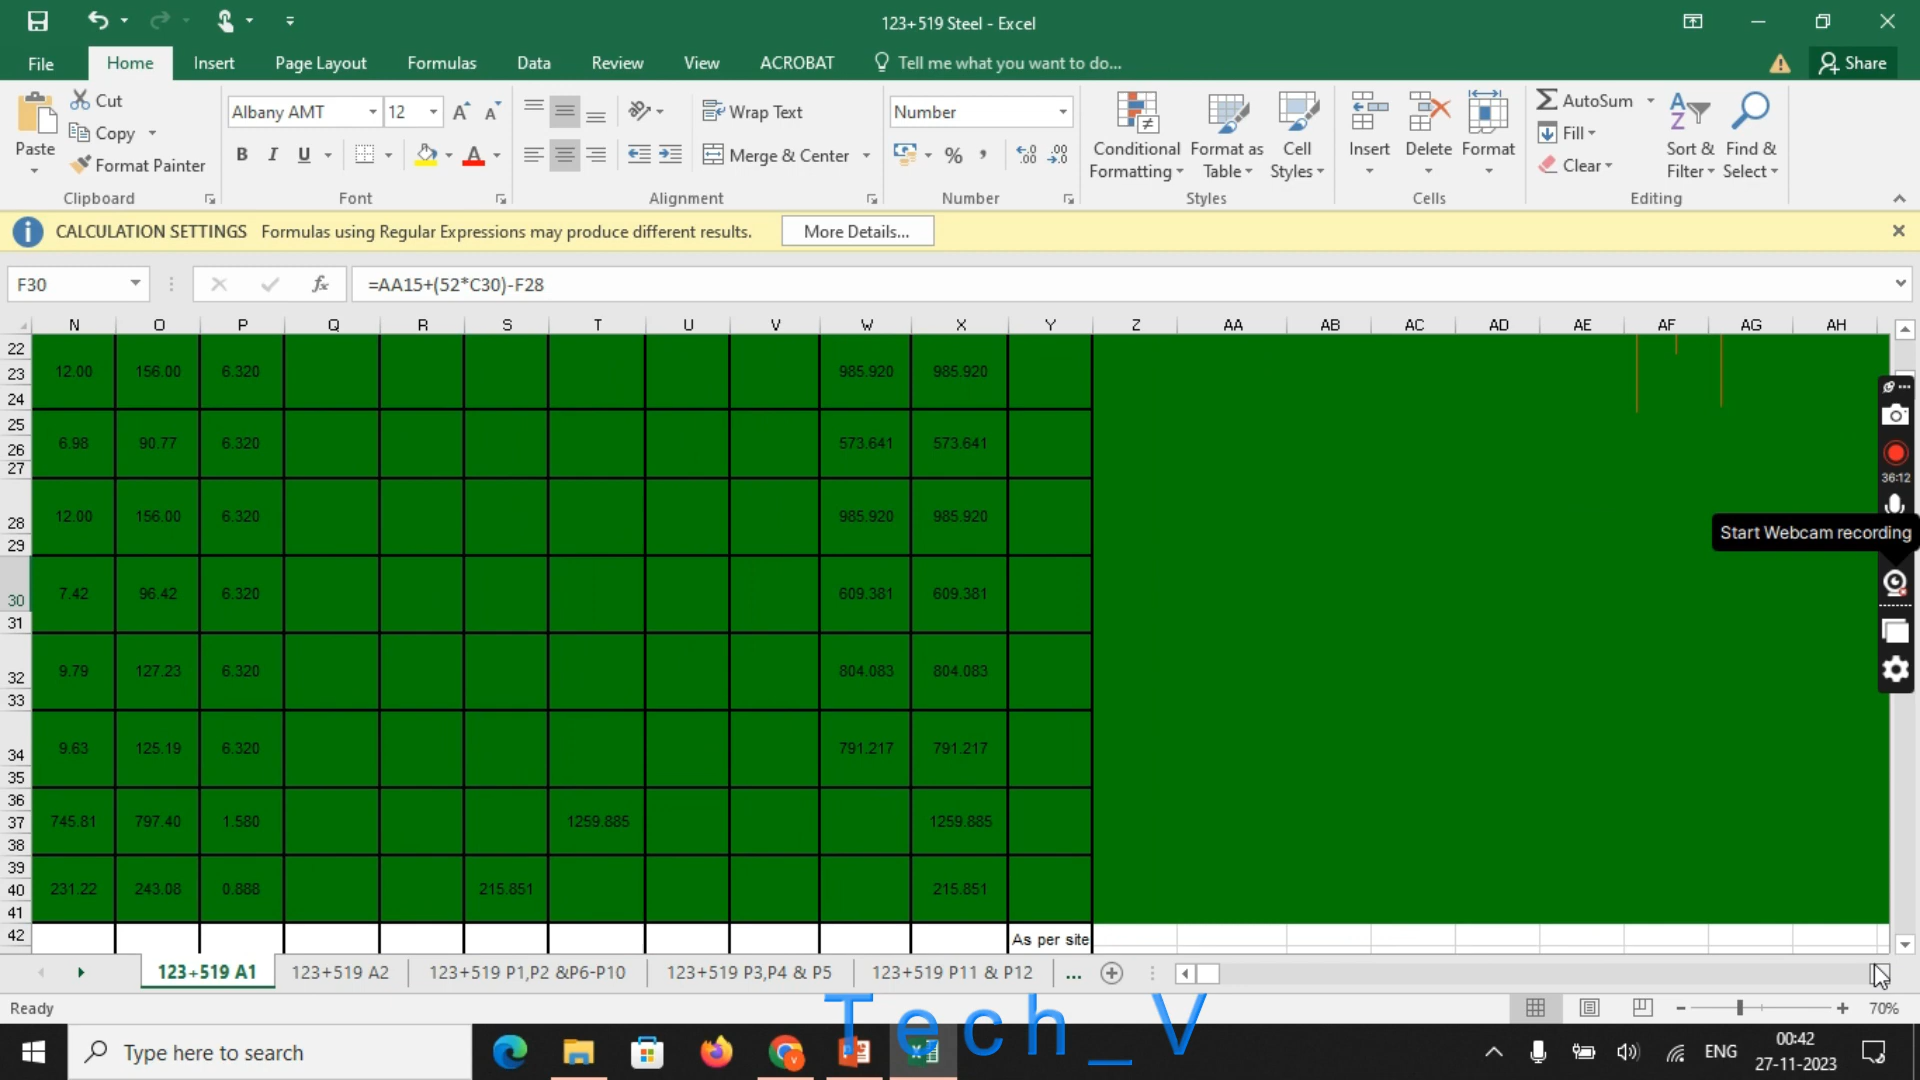 123+519 Steel - Excel
File Home Insert Page Layout Formulas Data Review View ACROBAT Tell me what you want to do... Share
Paste Cut Copy Format Painter Clipboard
Albany AMT 12 B I U Font
Wrap Text Merge & Center Alignment
Number % , Number
Conditional Formatting Format as Table Cell Styles Styles
Insert Delete Format Cells
AutoSum Fill Clear Sort & Filter Find & Select Editing
CALCULATION SETTINGS Formulas using Regular Expressions may produce different results. More Details...
F30 fx =AA15+(52*C30)-F28
N O P Q R S T U V W X Y Z AA AB AC AD AE AF AG AH
22
23 12.00 156.00 6.320 985.920 985.920
24
25
26 6.98 90.77 6.320 573.641 573.641
27
28 12.00 156.00 6.320 985.920 985.920
29
30 7.42 96.42 6.320 609.381 609.381
31
32 9.79 127.23 6.320 804.083 804.083
33
34 9.63 125.19 6.320 791.217 791.217
35
36
37 745.81 797.40 1.580 1259.885 1259.885
38
39
40 231.22 243.08 0.888 215.851 215.851
41
42 As per site
36:12
Start Webcam recording
123+519 A1 123+519 A2 123+519 P1,P2 &P6-P10 123+519 P3,P4 & P5 123+519 P11 & P12 ...
Ready 70%
Tech_V
Type here to search ENG 00:42
27-11-2023